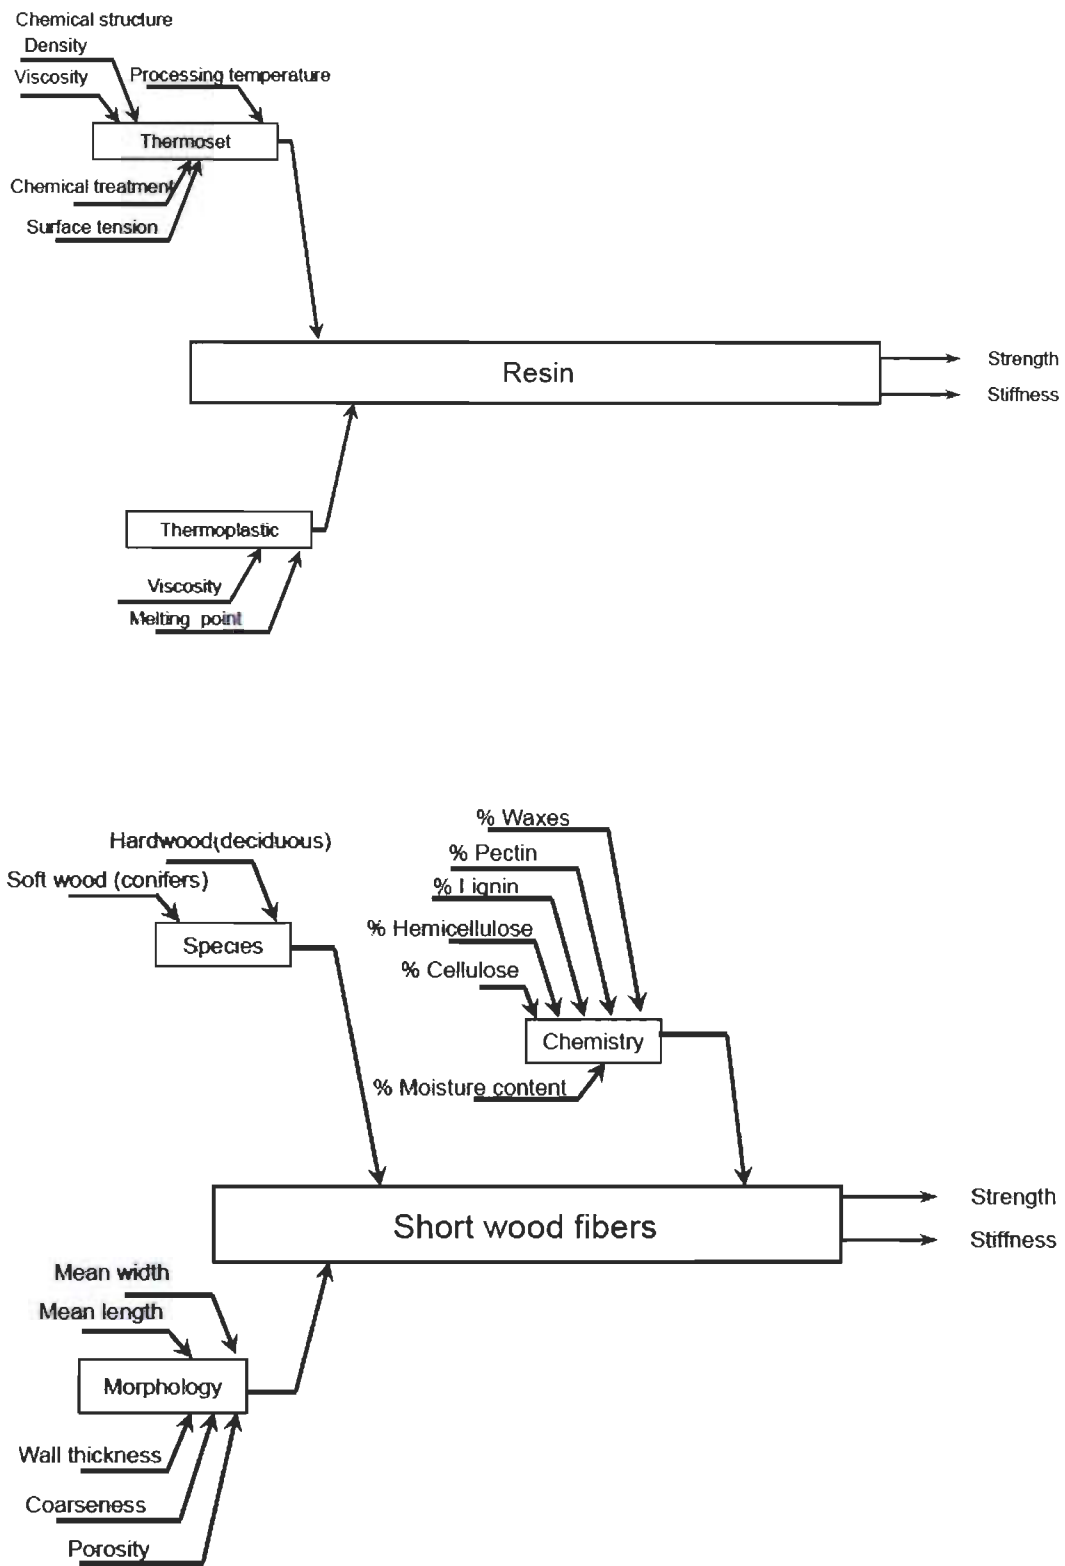 Chemical structure
Density
Viscosity
Processing temperature
Thermoset
Chemical treatment
Surface tension
Resin
Strength
Stiffness
Thermoplastic
Viscosity
Melting point
% Waxes
Hardwood(deciduous)
% Pectin
Soft wood (conifers)
% Lignin
% Hemicellulose
Species
% Cellulose
Chemistry
% Moisture content
Short wood fibers
Strength
Stiffness
Mean width
Mean length
Morphology
Wall thickness
Coarseness
Porosity